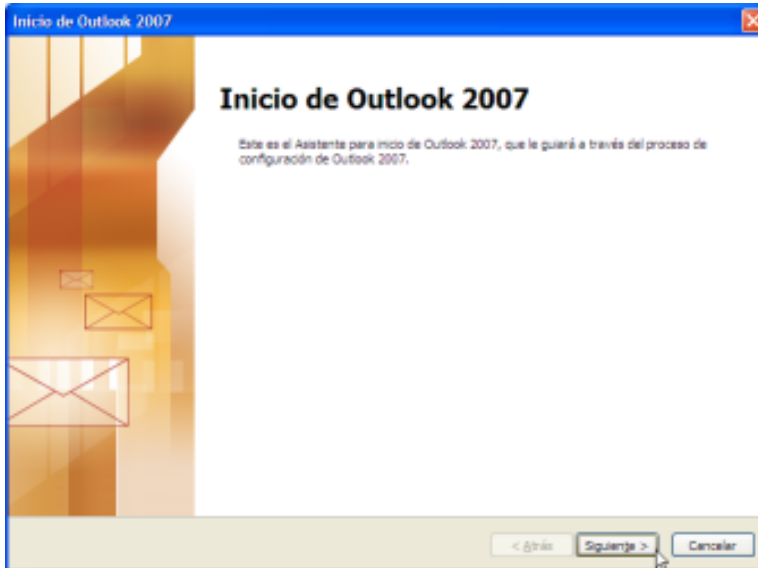 Inicio de Outlook 2007
Inicio de Outlook 2007
Este es el Asistente para inicio de Outlook 2007, que le guiará a través del proceso de
configuración de Outlook 2007.
< Atrás Siguiente > Cancelar